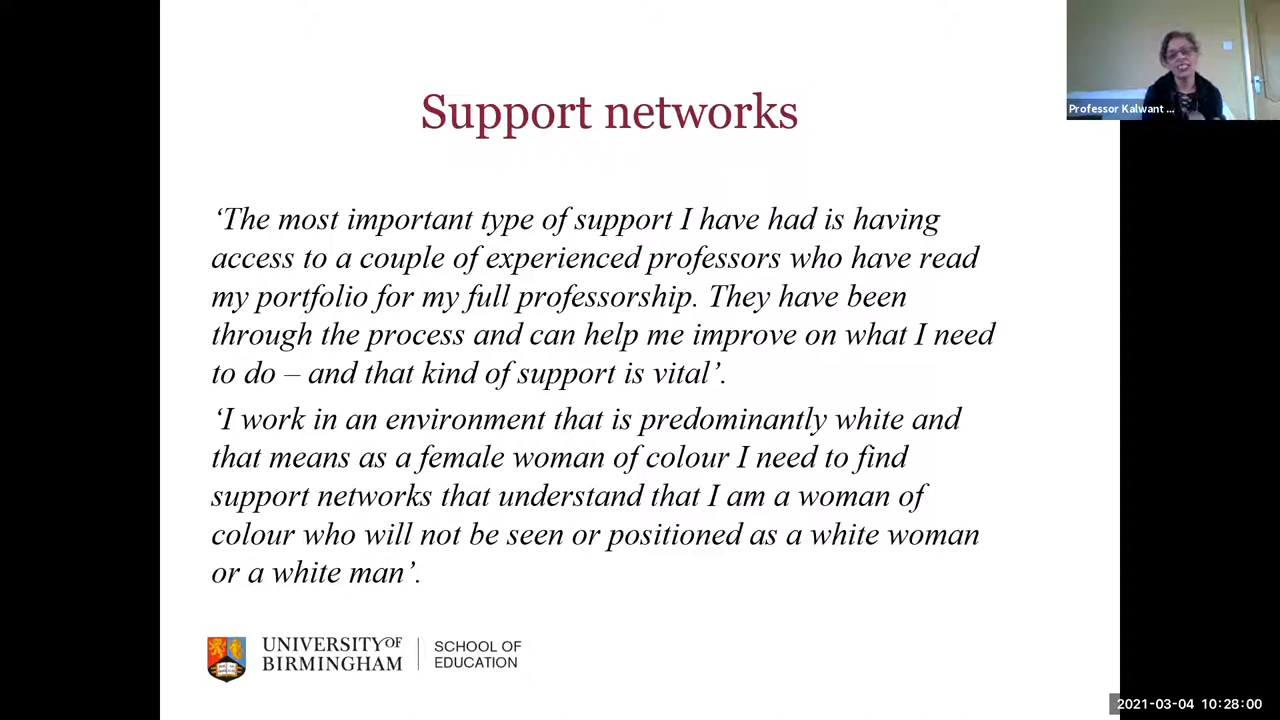 Support networks
Professor Kalwant ...
‘The most important type of support I have had is having
access to a couple of experienced professors who have read
my portfolio for my full professorship. They have been
through the process and can help me improve on what I need
to do – and that kind of support is vital’.
‘I work in an environment that is predominantly white and
that means as a female woman of colour I need to find
support networks that understand that I am a woman of
colour who will not be seen or positioned as a white woman
or a white man’.
UNIVERSITY OF
BIRMINGHAM
SCHOOL OF
EDUCATION
2021-03-04 10:28:00